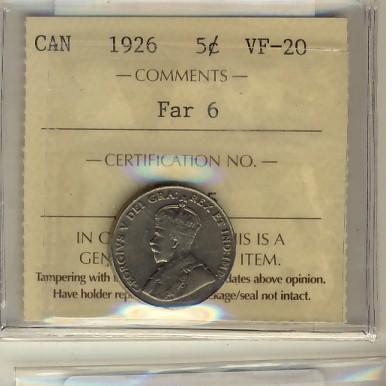 CAN 1926 5¢ VF-20
— COMMENTS —
Far 6
— CERTIFICATION NO. —
GEORGIVS V DEI GRA: REX ET IND:IMP:
IN IS IS A
GEN ITEM.
Tampering with dates above opinion.
Have holder kage/seal not intact.